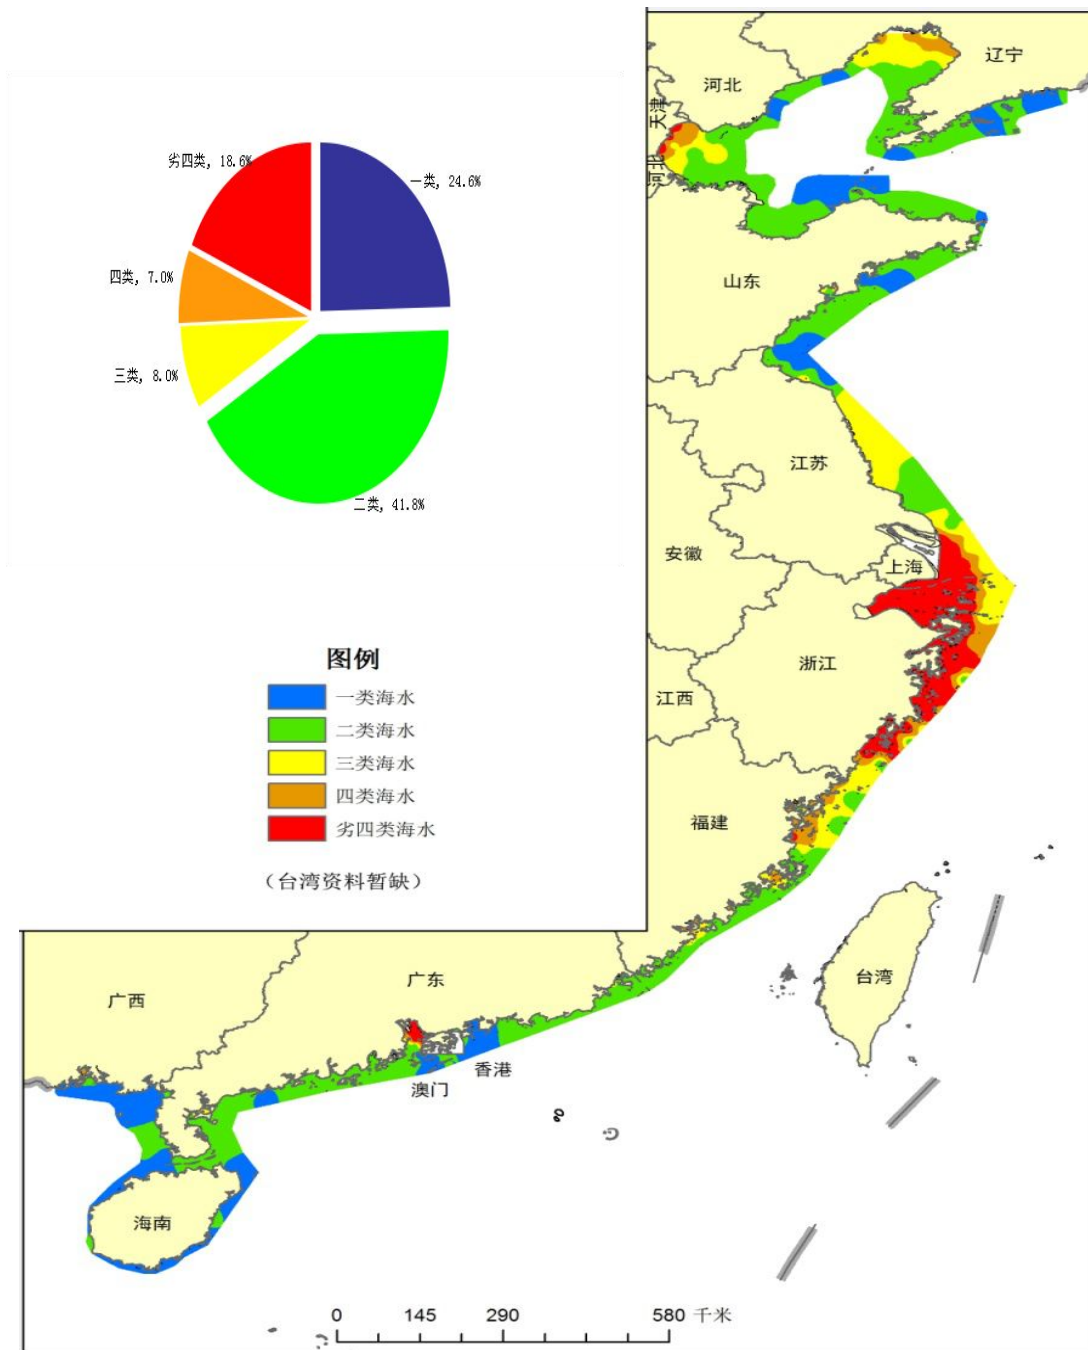 劣四类, 18.6%
一类, 24.6%
四类, 7.0%
三类, 8.0%
二类, 41.8%
图例
一类海水
二类海水
三类海水
四类海水
劣四类海水
（台湾资料暂缺）
辽宁
河北
天津
河北
山东
江苏
安徽
上海
浙江
江西
福建
台湾
广东
广西
香港
澳门
海南
0 145 290 580 千米